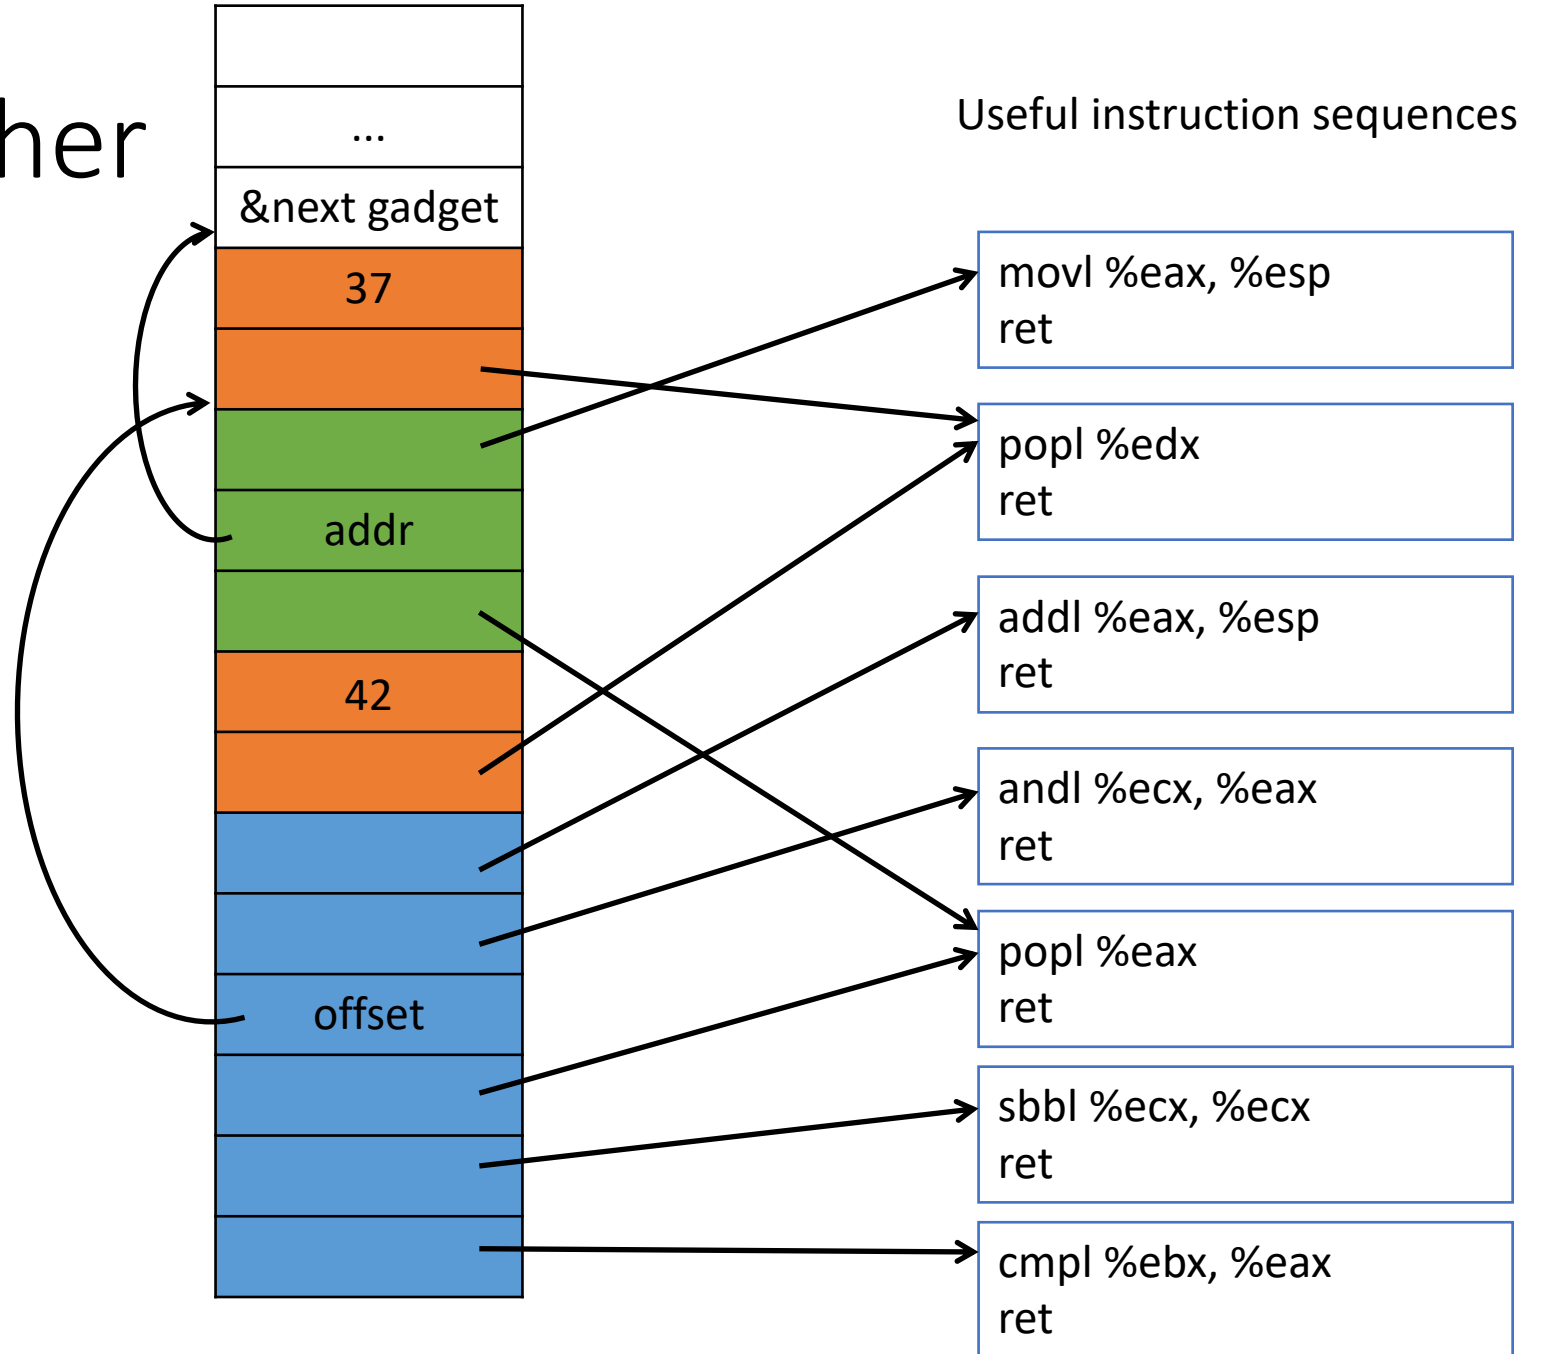 her
...
&next gadget
37
addr
42
offset
Useful instruction sequences
movl %eax, %esp
ret
popl %edx
ret
addl %eax, %esp
ret
andl %ecx, %eax
ret
popl %eax
ret
sbbl %ecx, %ecx
ret
cmpl %ebx, %eax
ret